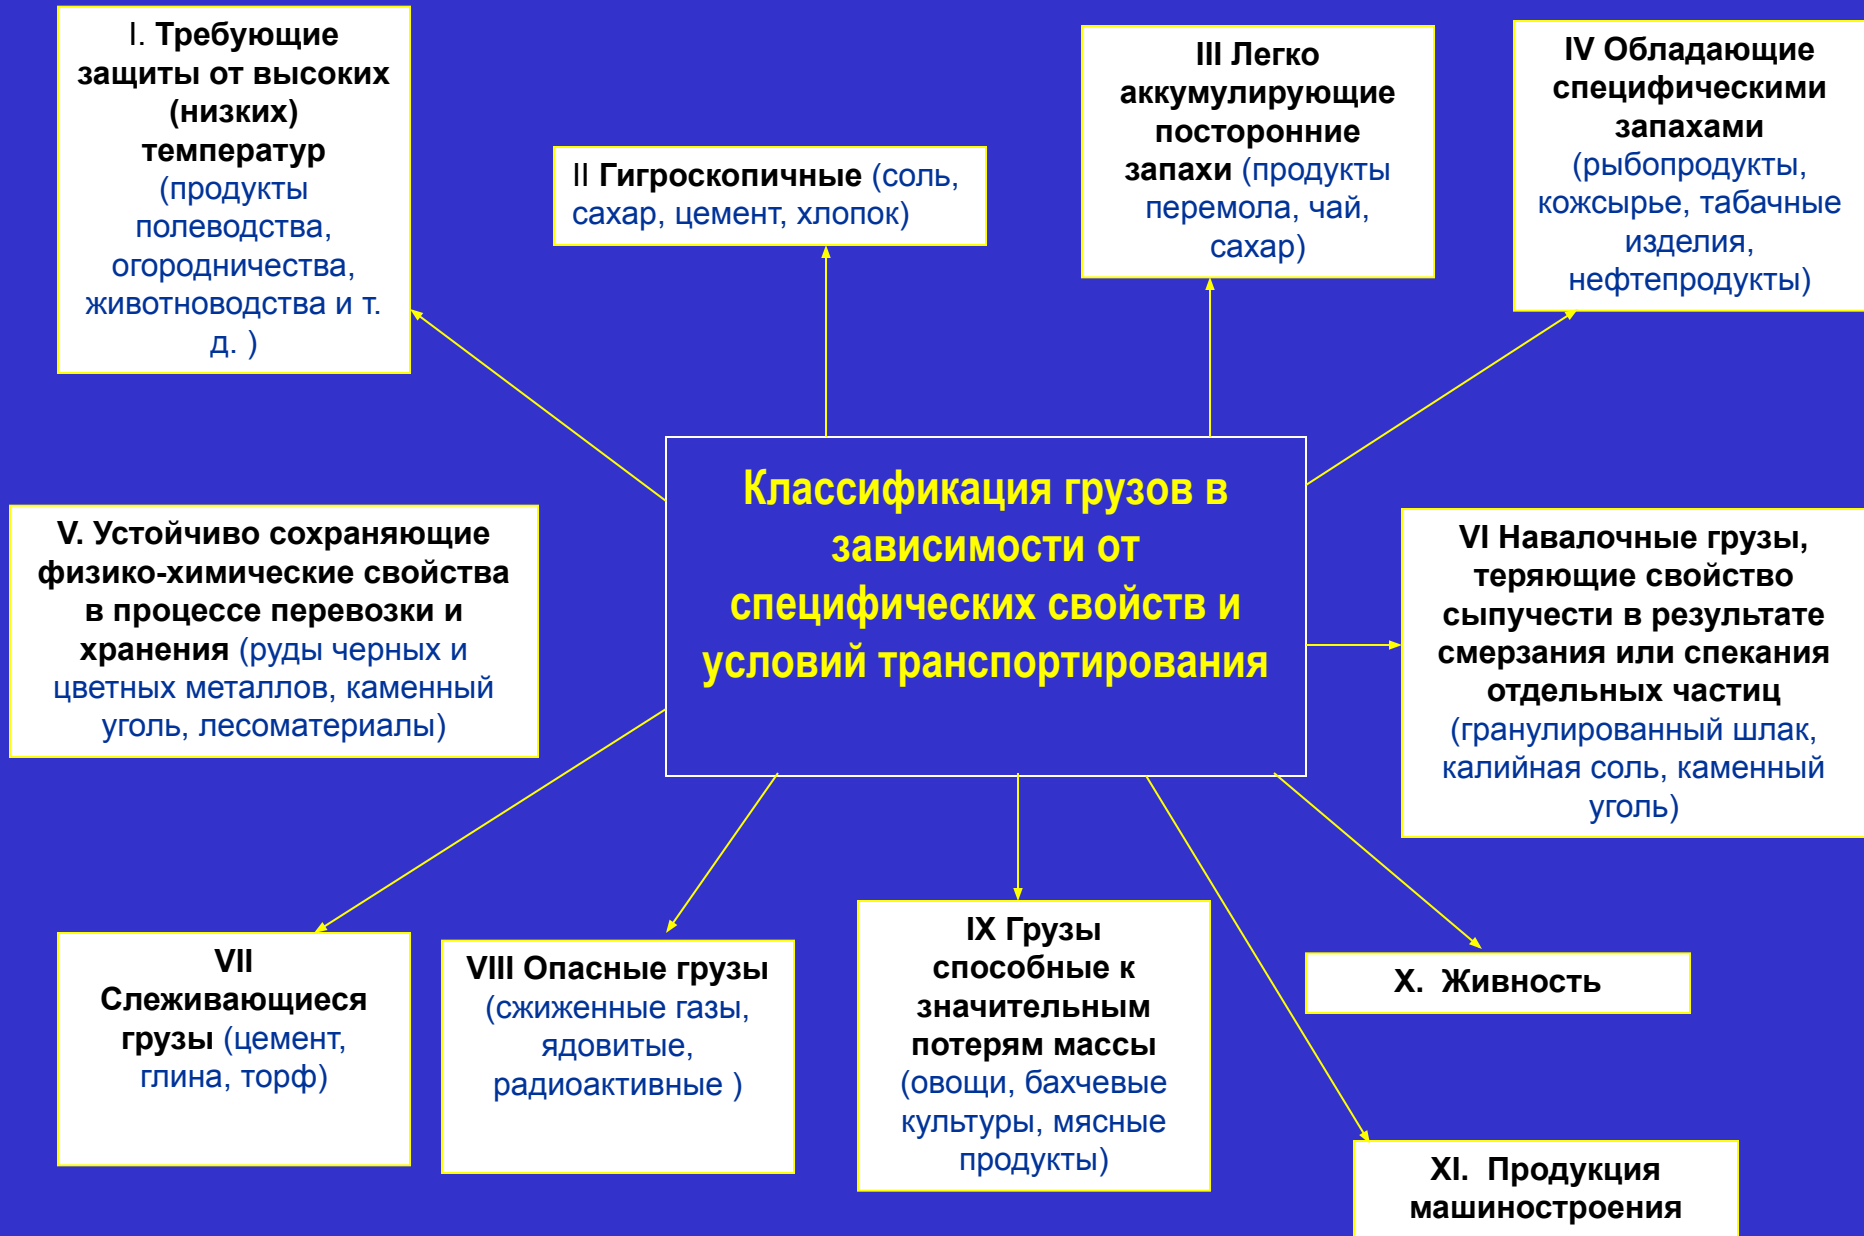 I. Требующие
защиты от высоких
(низких)
температур
(продукты
полеводства,
огородничества,
животноводства и т.
д. )
II Гигроскопичные (соль,
сахар, цемент, хлопок)
III Легко
аккумулирующие
посторонние
запахи (продукты
перемола, чай,
сахар)
IV Обладающие
специфическими
запахами
(рыбопродукты,
кожсырье, табачные
изделия,
нефтепродукты)
Классификация грузов в
зависимости от
специфических свойств и
условий транспортирования
V. Устойчиво сохраняющие
физико-химические свойства
в процессе перевозки и
хранения (руды черных и
цветных металлов, каменный
уголь, лесоматериалы)
VI Навалочные грузы,
теряющие свойство
сыпучести в результате
смерзания или спекания
отдельных частиц
(гранулированный шлак,
калийная соль, каменный
уголь)
VII
Слеживающиеся
грузы (цемент,
глина, торф)
VIII Опасные грузы
(сжиженные газы,
ядовитые,
радиоактивные )
IX Грузы
способные к
значительным
потерям массы
(овощи, бахчевые
культуры, мясные
продукты)
X. Живность
XI. Продукция
машиностроения